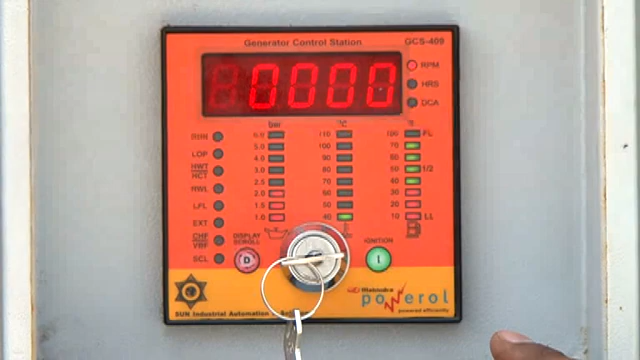 Generator Control Station GCS-409
0000
RPM
HRS
DCA
bar °C %
6.0 110 100 FL
5.0 100 70
4.0 90 60
3.0 80 50 1/2
2.5 70 40
2.0 60 30
1.5 50 20
1.0 40 10 LL
LOP
HWT
HCT
RWL
LFL
EXT
CHF
VBF
SCL
DISPLAY SCROLL
D
IGNITION
I
SUN Industrial Automation
Mahindra
powerol
powered efficiently